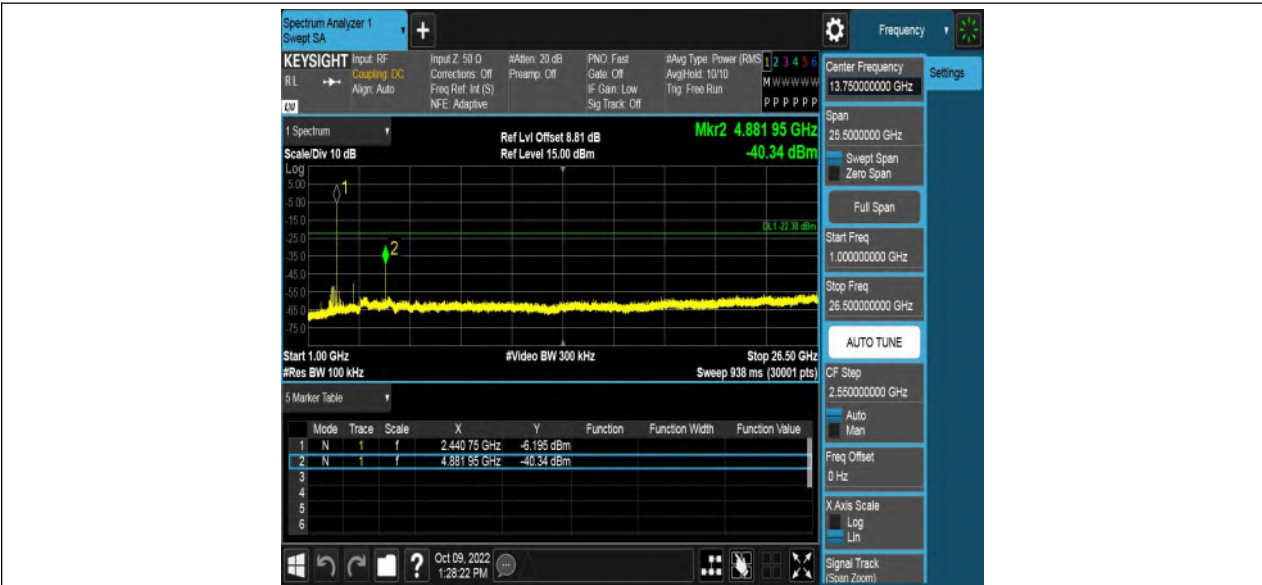 Spectrum Analyzer 1
Swept SA
+
Frequency
KEYSIGHT
RL
LXI
Input: RF
Coupling: DC
Align: Auto
Input Z: 50 Ω
Corrections: Off
Freq Ref: Int (S)
NFE: Adaptive
#Atten: 20 dB
Preamp: Off
PNO: Fast
Gate: Off
IF Gain: Low
Sig Track: Off
#Avg Type: Power (RMS
Avg|Hold: 10/10
Trig: Free Run
1 2 3 4 5 6
M W W W W W
P P P P P P
1 Spectrum
Scale/Div 10 dB
Ref Lvl Offset 8.81 dB
Ref Level 15.00 dBm
Mkr2 4.881 95 GHz
-40.34 dBm
Log
5.00
-5.00
-15.0
-25.0
-35.0
-45.0
-55.0
-65.0
-75.0
1
2
DL1 -22.38 dBm
Start 1.00 GHz
#Res BW 100 kHz
#Video BW 300 kHz
Stop 26.50 GHz
Sweep 938 ms (30001 pts)
5 Marker Table
Mode Trace Scale X Y Function Function Width Function Value
1 N 1 f 2.440 75 GHz -6.195 dBm
2 N 1 f 4.881 95 GHz -40.34 dBm
3
4
5
6
?
Oct 09, 2022
1:28:22 PM
Center Frequency
13.750000000 GHz
Settings
Span
25.5000000 GHz
Swept Span
Zero Span
Full Span
Start Freq
1.000000000 GHz
Stop Freq
26.500000000 GHz
AUTO TUNE
CF Step
2.550000000 GHz
Auto
Man
Freq Offset
0 Hz
X Axis Scale
Log
Lin
Signal Track
(Span Zoom)